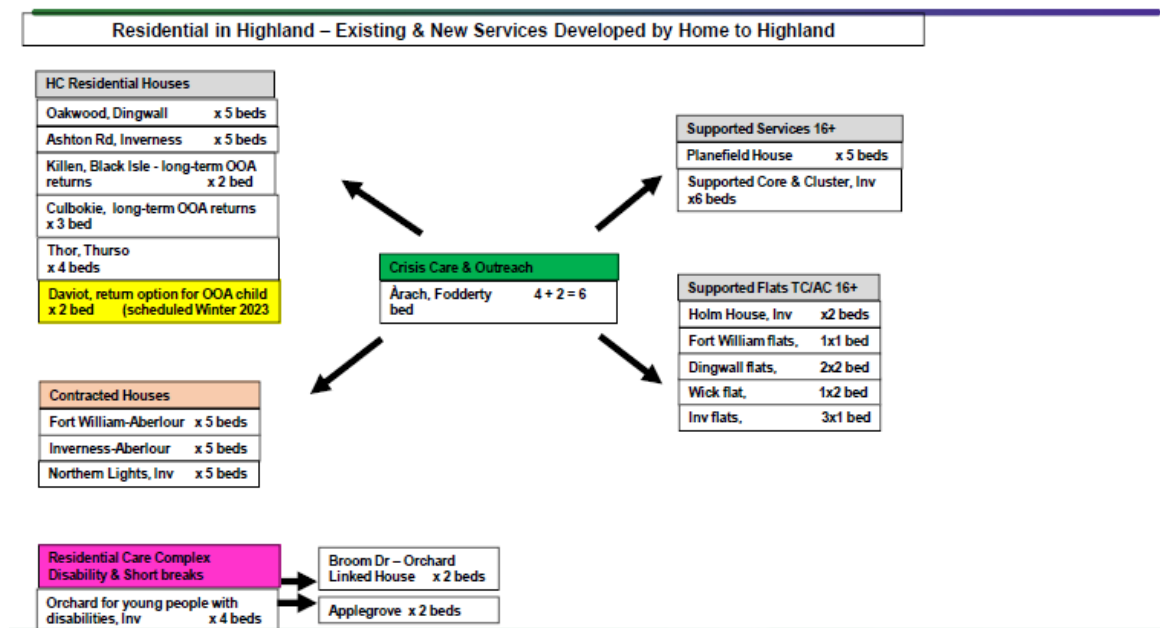 Residential in Highland – Existing & New Services Developed by Home to Highland
HC Residential Houses
Oakwood, Dingwall x 5 beds
Ashton Rd, Inverness x 5 beds
Killen, Black Isle - long-term OOA
returns x 2 bed
Culbokie, long-term OOA returns
x 3 bed
Thor, Thurso
x 4 beds
Daviot, return option for OOA child
x 2 bed (scheduled Winter 2023
Contracted Houses
Fort William-Aberlour x 5 beds
Inverness-Aberlour x 5 beds
Northern Lights, Inv x 5 beds
Residential Care Complex
Disability & Short breaks
Orchard for young people with
disabilities, Inv x 4 beds
Broom Dr – Orchard
Linked House x 2 beds
Applegrove x 2 beds
Crisis Care & Outreach
Àrach, Fodderty 4 + 2 = 6
bed
Supported Services 16+
Planefield House x 5 beds
Supported Core & Cluster, Inv
x6 beds
Supported Flats TC/AC 16+
Holm House, Inv x2 beds
Fort William flats, 1x1 bed
Dingwall flats, 2x2 bed
Wick flat, 1x2 bed
Inv flats, 3x1 bed